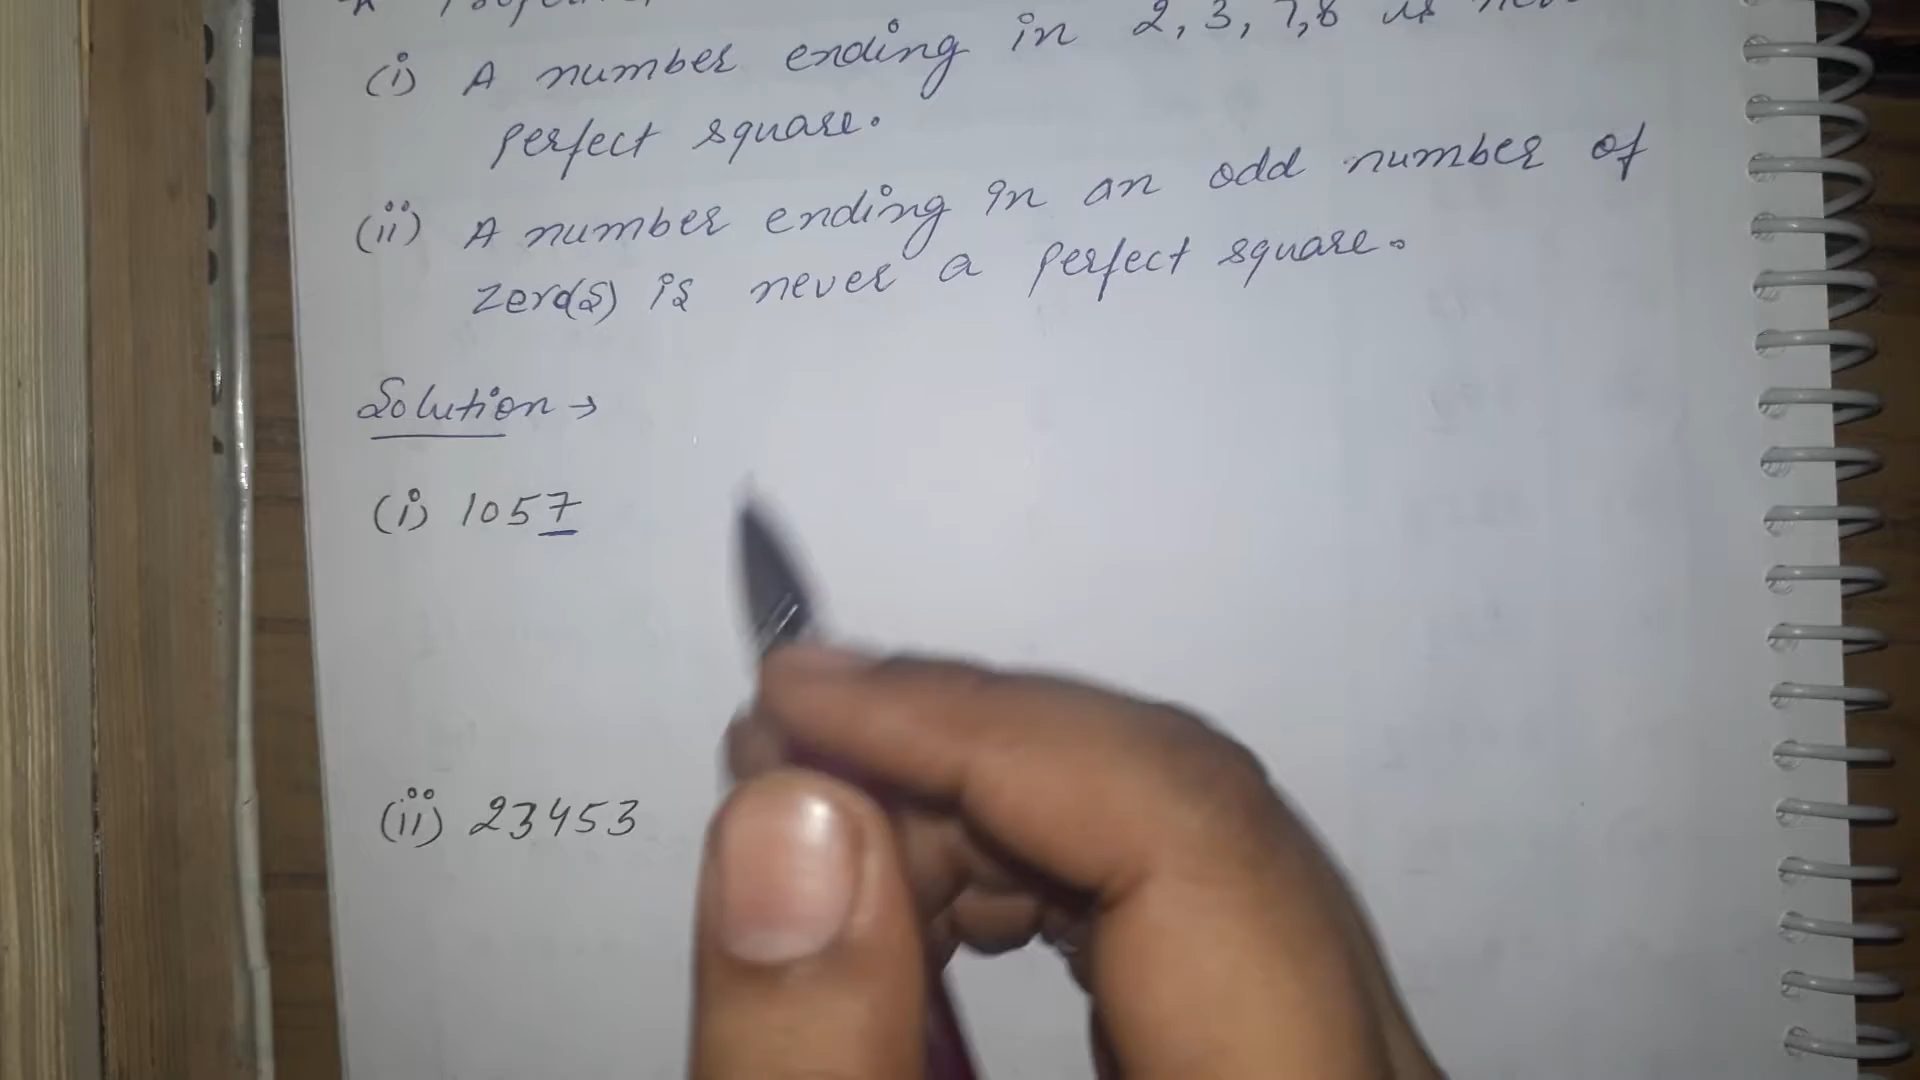 (i) A number ending in 2, 3, 7, 8 is
perfect square.
(ii) A number ending in an odd number of
zero(s) is never a perfect square.
Solution →
(i) 1057
(ii) 23453